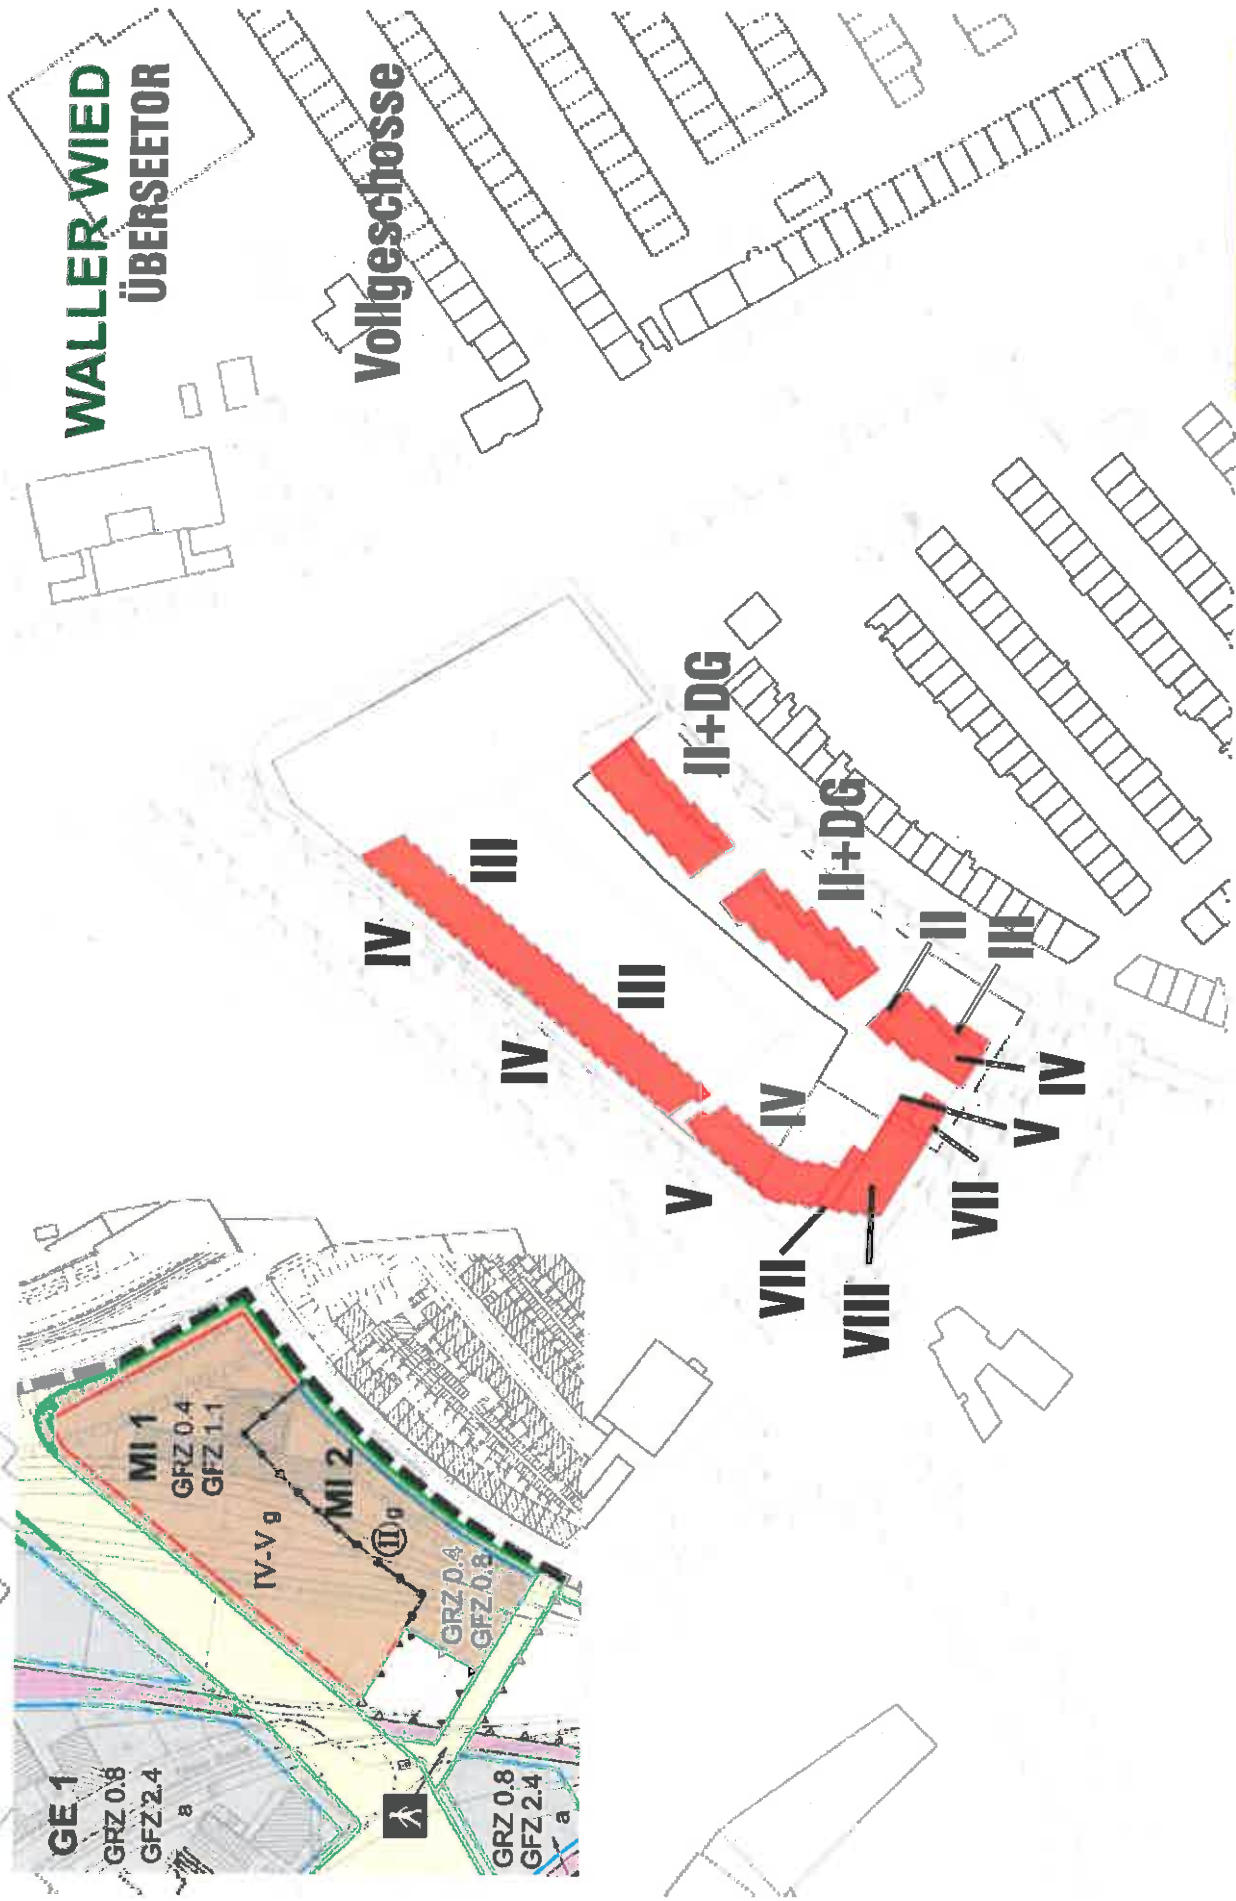 WALLER WIED
ÜBERSEETOR
Vollgeschosse
IV
III
II+DG
IV
III
II+DG
V
IV
II
III
VII
VIII
VII
V
IV
MI 1
GRZ 0.4
GFZ 1.1
IV-V g
MI 2
II g
GRZ 0.4
GFZ 0.8
GE 1
GRZ 0.8
GFZ 2.4
a
GRZ 0.8
GFZ 2.4
a